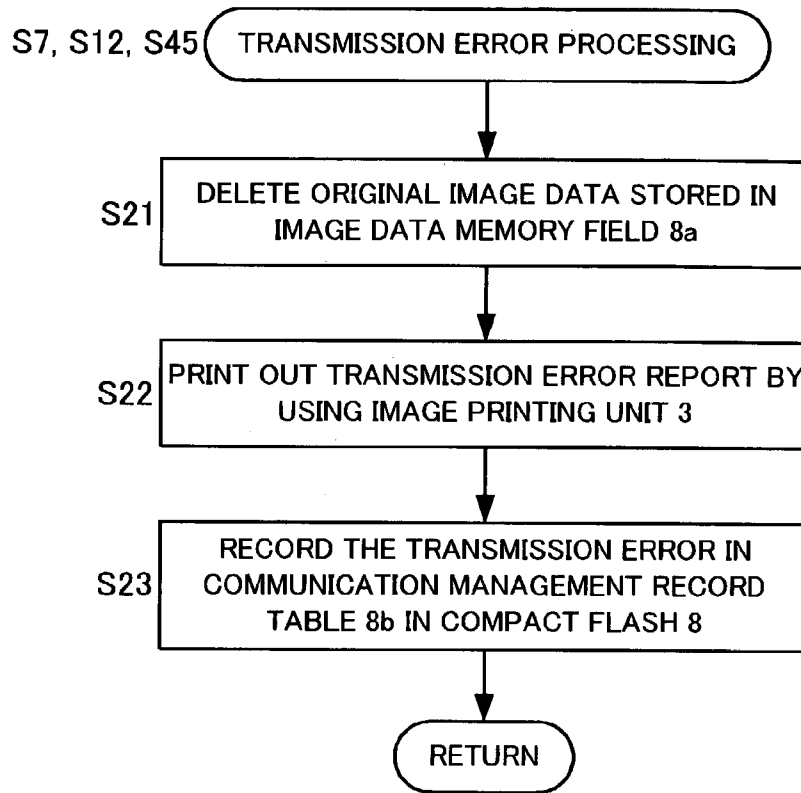 S7, S12, S45 TRANSMISSION ERROR PROCESSING
S21
DELETE ORIGINAL IMAGE DATA STORED IN
IMAGE DATA MEMORY FIELD 8a
S22
PRINT OUT TRANSMISSION ERROR REPORT BY
USING IMAGE PRINTING UNIT 3
S23
RECORD THE TRANSMISSION ERROR IN
COMMUNICATION MANAGEMENT RECORD
TABLE 8b IN COMPACT FLASH 8
RETURN